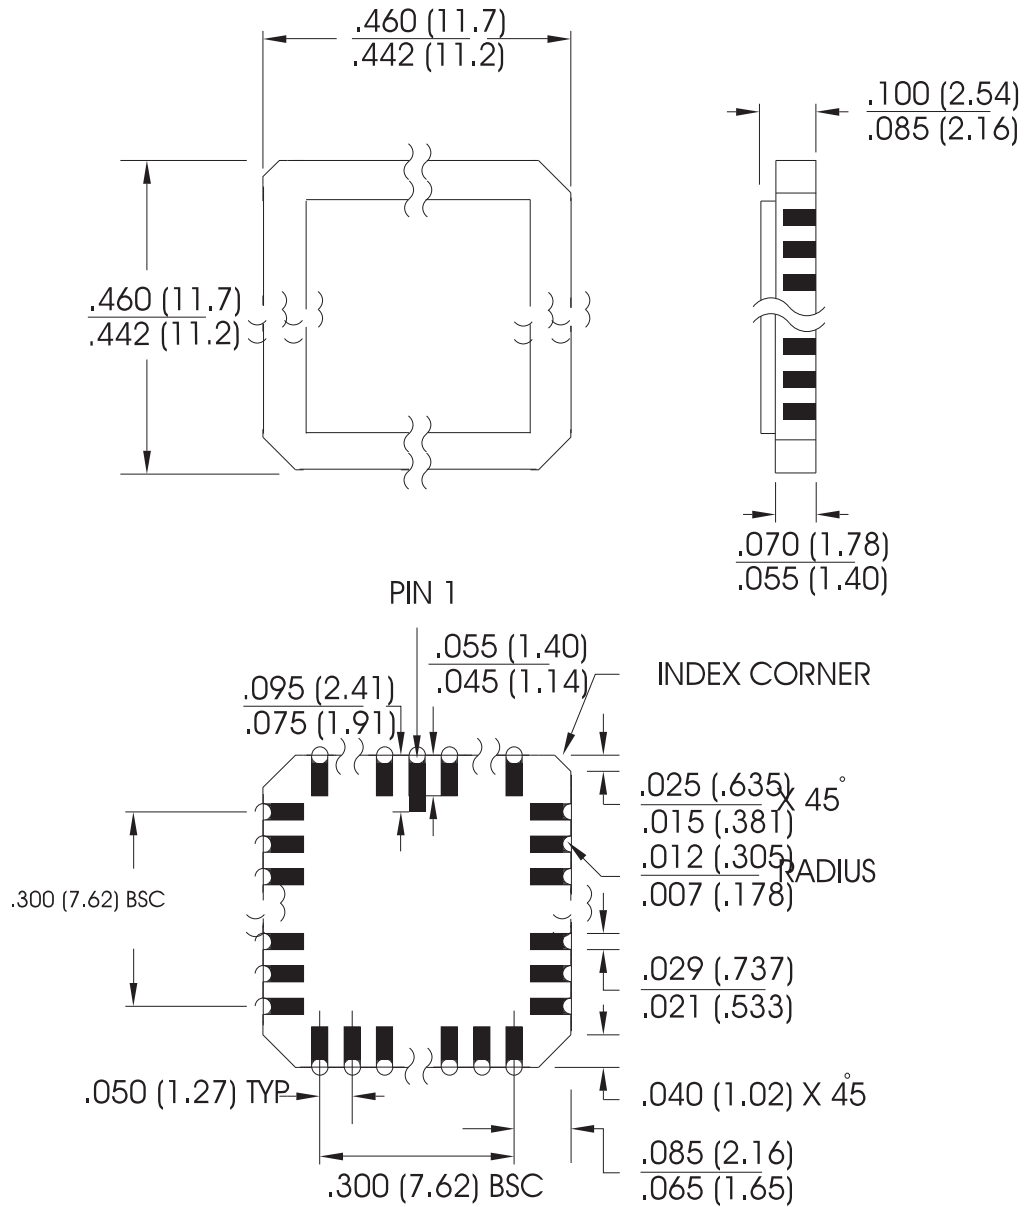 .460 (11.7)
.442 (11.2)
.100 (2.54)
.085 (2.16)
.460 (11.7)
.442 (11.2)
.070 (1.78)
.055 (1.40)
PIN 1
.055 (1.40)
.045 (1.14)
INDEX CORNER
.095 (2.41)
.075 (1.91)
.025 (.635)
X 45°
.015 (.381)
.012 (.305)
RADIUS
.007 (.178)
.300 (7.62) BSC
.029 (.737)
.021 (.533)
.050 (1.27) TYP
.040 (1.02) X 45°
.085 (2.16)
.065 (1.65)
.300 (7.62) BSC